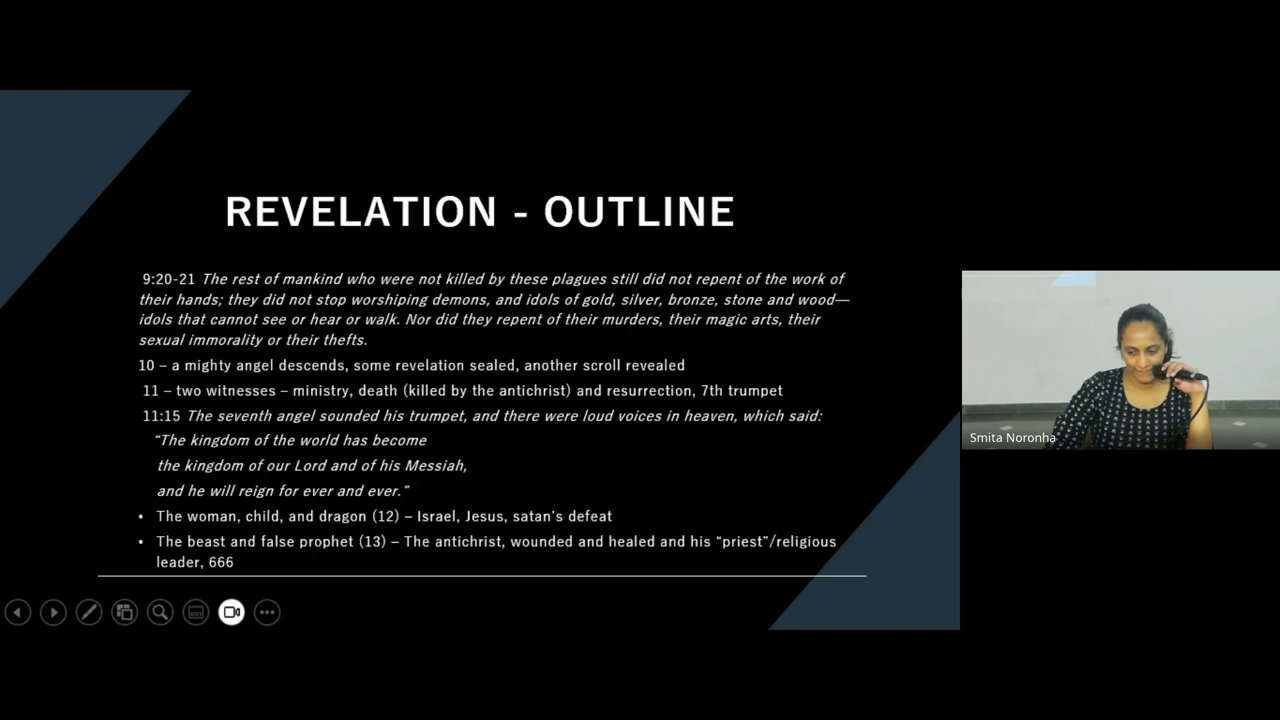 REVELATION - OUTLINE
9:20-21 The rest of mankind who were not killed by these plagues still did not repent of the work of
their hands; they did not stop worshiping demons, and idols of gold, silver, bronze, stone and wood—
idols that cannot see or hear or walk. Nor did they repent of their murders, their magic arts, their
sexual immorality or their thefts.
10 – a mighty angel descends, some revelation sealed, another scroll revealed
11 – two witnesses – ministry, death (killed by the antichrist) and resurrection, 7th trumpet
11:15 The seventh angel sounded his trumpet, and there were loud voices in heaven, which said:
“The kingdom of the world has become
the kingdom of our Lord and of his Messiah,
and he will reign for ever and ever.”
• The woman, child, and dragon (12) – Israel, Jesus, satan’s defeat
• The beast and false prophet (13) – The antichrist, wounded and healed and his “priest”/religious
leader, 666
Smita Noronha